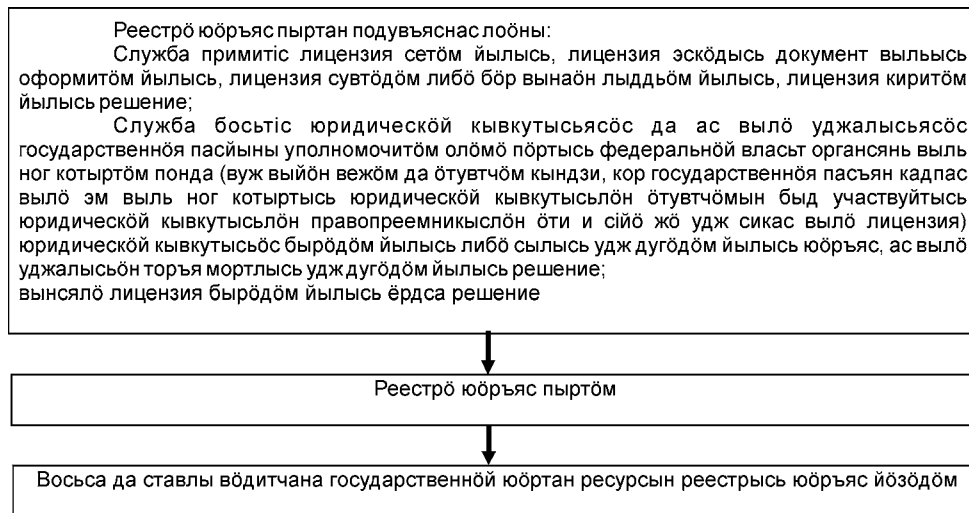 Реестрӧ юӧръяс пыртан подувъяснас лоӧны:
Служба примитіс лицензия сетӧм йылысь, лицензия эскӧдысь документ выльысь
оформитӧм йылысь, лицензия сувтӧдӧм либӧ бӧр вынаӧн лыддьӧм йылысь, лицензия киритӧм
йылысь решение;
Служба босьтіс юридическӧй кывкутысьясӧс да ас вылӧ уджалысьясӧс
государственнӧя пасйыны уполномочитӧм олӧмӧ пӧртысь федеральнӧй власьт органсянь выль
ног котыртӧм понда (вуж выйӧн вежӧм да ӧтувтчӧм кындзи, кор государственнӧя пасъян кадпас
вылӧ эм выль ног котыртысь юридическӧй кывкутысьлӧн ӧтувтчӧмын быд участвуйтысь
юридическӧй кывкутысьлӧн правопреемникыслӧн ӧти и сійӧ жӧ удж сикас вылӧ лицензия)
юридическӧй кывкутысьӧс бырӧдӧм йылысь либӧ сылысь удж дугӧдӧм йылысь юӧръяс, ас вылӧ
уджалысьӧн торъя мортлысь удж дугӧдӧм йылысь решение;
вынсялӧ лицензия бырӧдӧм йылысь ёрдса решение
Реестрӧ юӧръяс пыртӧм
Восьса да ставлы вӧдитчана государственнӧй юӧртан ресурсын реестрысь юӧръяс йӧзӧдӧм